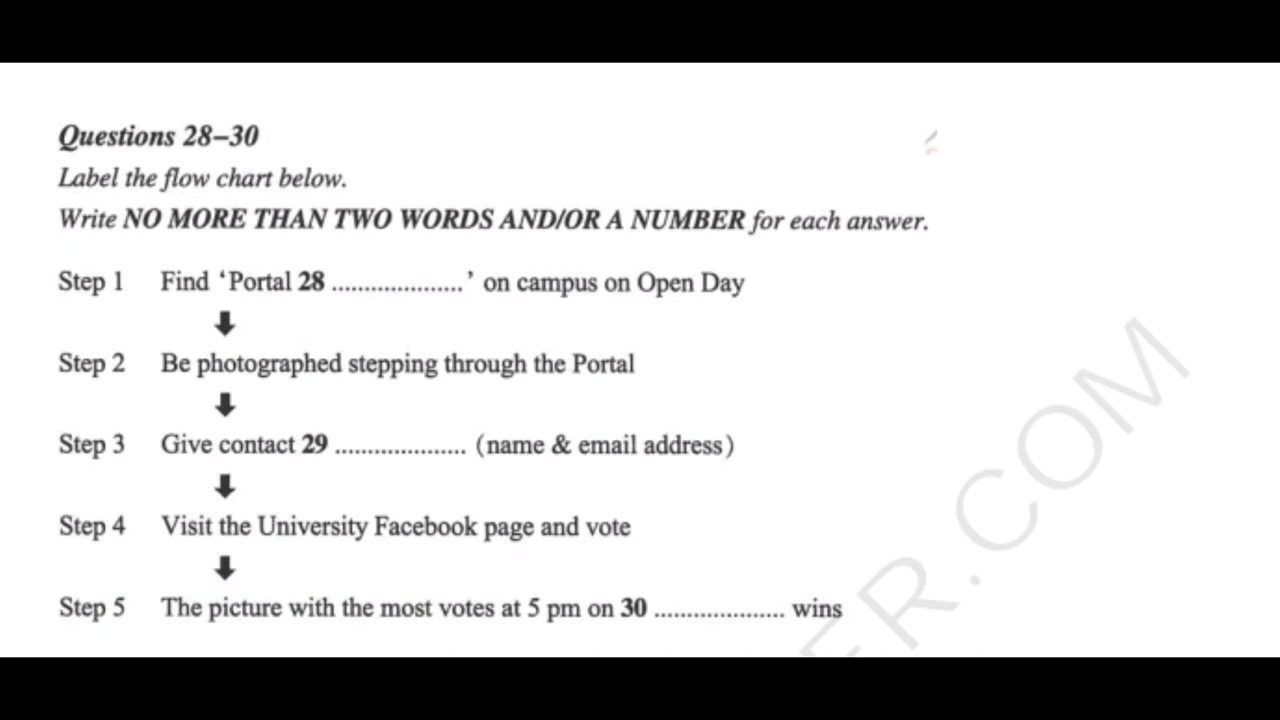 Questions 28–30
Label the flow chart below.
Write NO MORE THAN TWO WORDS AND/OR A NUMBER for each answer.
Step 1 Find ‘Portal 28 ....................’ on campus on Open Day
Step 2 Be photographed stepping through the Portal
Step 3 Give contact 29 .................... (name & email address)
Step 4 Visit the University Facebook page and vote
Step 5 The picture with the most votes at 5 pm on 30 .................... wins
ER.COM